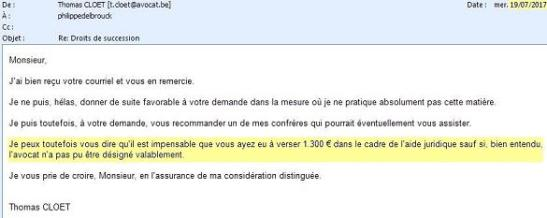 De : Thomas CLOET [t.cloet@avocat.be] Date : mer. 19/07/2017
À : philippedebrouck
Cc :
Objet : Re: Droits de succession
Monsieur,
J'ai bien reçu votre courriel et vous en remercie.
Je ne puis, hélas, donner de suite favorable à votre demande dans la mesure où je ne pratique absolument pas cette matière.
Je puis toutefois, à votre demande, vous recommander un de mes confrères qui pourrait éventuellement vous assister.
Je peux toutefois vous dire qu'il est impensable que vous ayez eu à verser 1.300 € dans le cadre de l'aide juridique sauf si, bien entendu,
l'avocat n'a pas pu être désigné valablement.
Je vous prie de croire, Monsieur, en l'assurance de ma considération distinguée.
Thomas CLOET